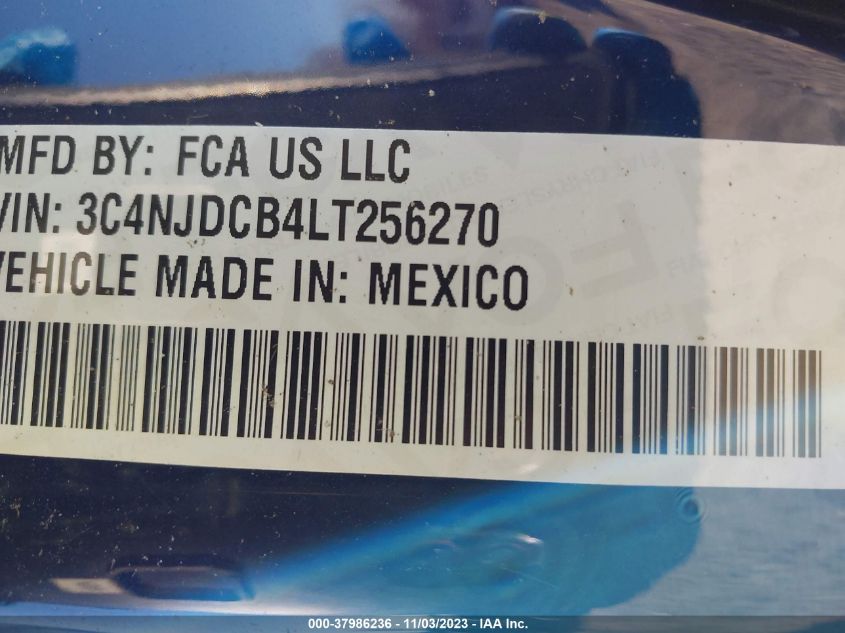 MFD BY: FCA US LLC
VIN: 3C4NJDCB4LT256270
VEHICLE MADE IN: MEXICO
000-37986236 - 11/03/2023 - IAA Inc.